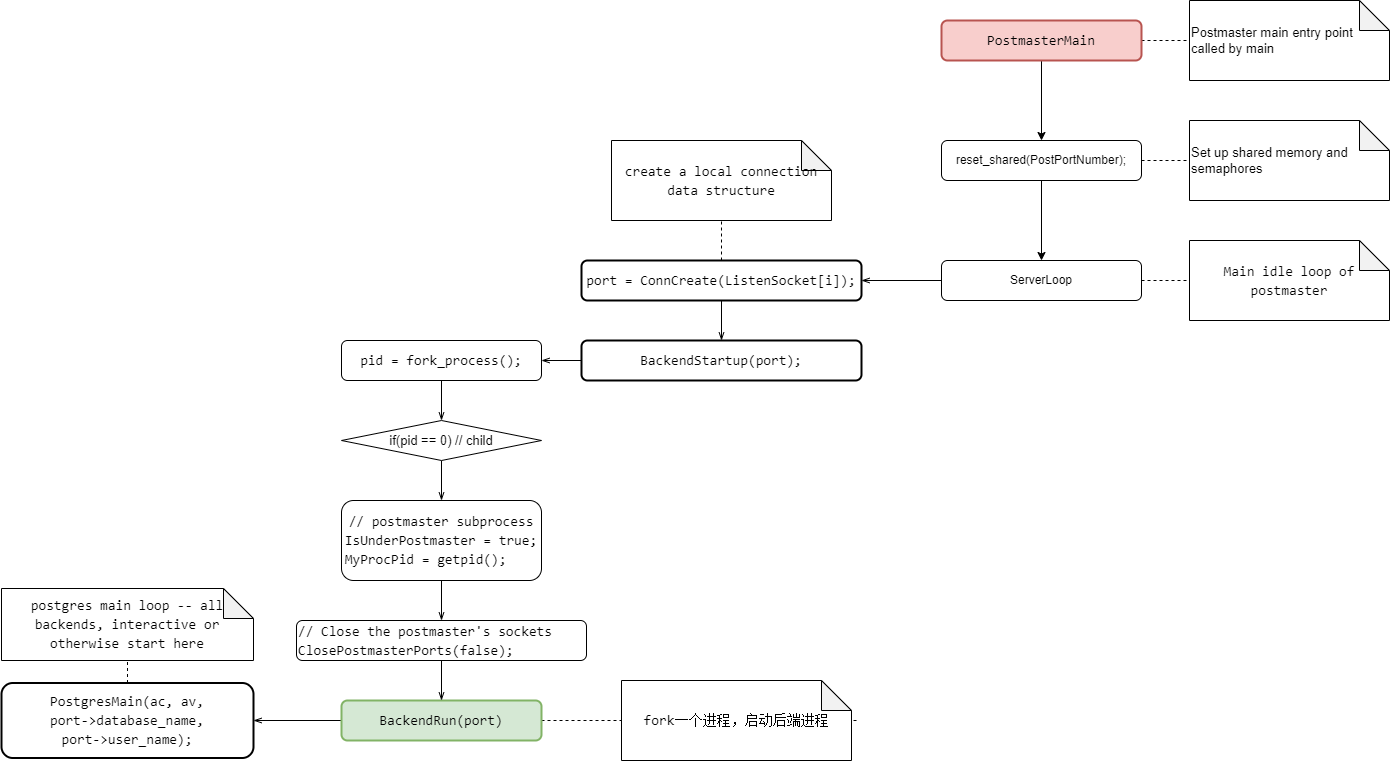 PostmasterMain
Postmaster main entry point
called by main
reset_shared(PostPortNumber);
Set up shared memory and
semaphores
create a local connection
data structure
ServerLoop
Main idle loop of
postmaster
port = ConnCreate(ListenSocket[i]);
BackendStartup(port);
pid = fork_process();
if(pid == 0) // child
// postmaster subprocess
IsUnderPostmaster = true;
MyProcPid = getpid();
// Close the postmaster's sockets
ClosePostmasterPorts(false);
postgres main loop -- all
backends, interactive or
otherwise start here
BackendRun(port)
fork一个进程，启动后端进程
PostgresMain(ac, av,
port->database_name,
port->user_name);